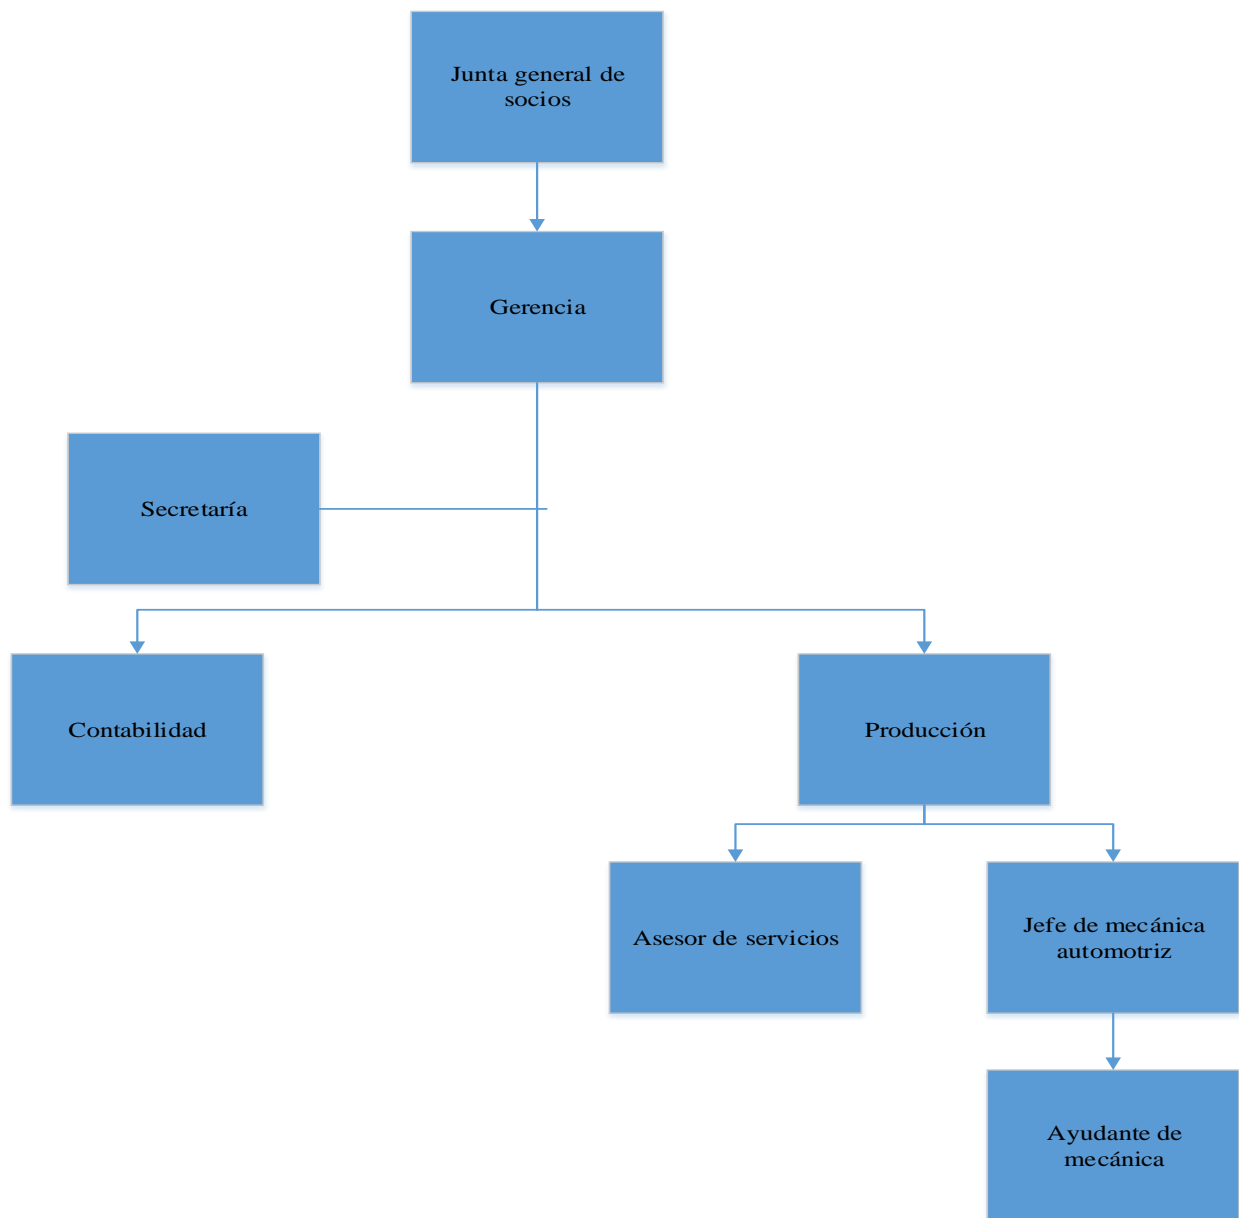 Junta general de
socios
Gerencia
Secretaría
Contabilidad
Producción
Asesor de servicios
Jefe de mecánica
automotriz
Ayudante de
mecánica